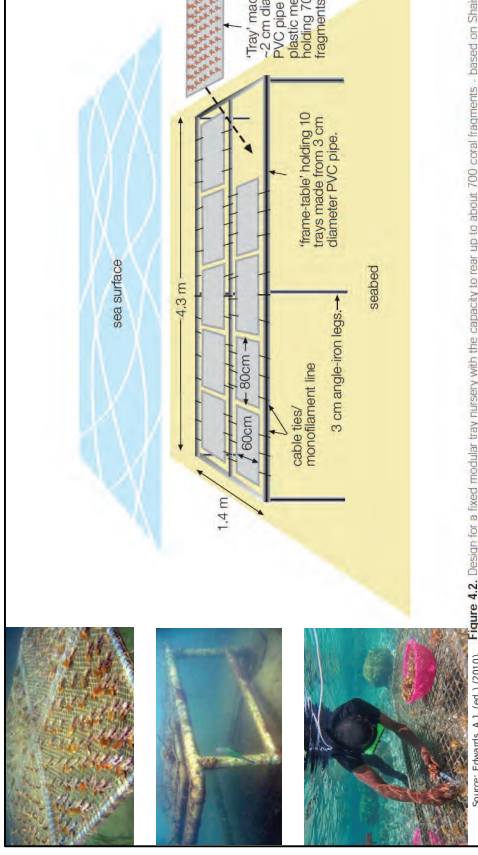 sea surface
4.3 m
1.4 m
60cm
80cm
cable ties/
monofilament line
3 cm angle-iron legs.
'frame-table' holding 10
trays made from 3 cm
diameter PVC pipe.
seabed
'Tray' mad
~2 cm dia
PVC pipe
plastic me
holding 70
fragments
Figure 4.2. Design for a fixed modular tray nursery with the capacity to rear up to about 700 coral fragments - based on Shai
Source: Edwards, A.J. (ed.) (2010)